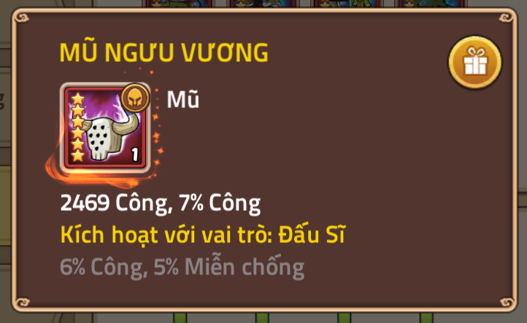 MŨ NGƯU VƯƠNG
Mũ
1
2469 Công, 7% Công
Kích hoạt với vai trò: Đấu Sĩ
6% Công, 5% Miễn chống